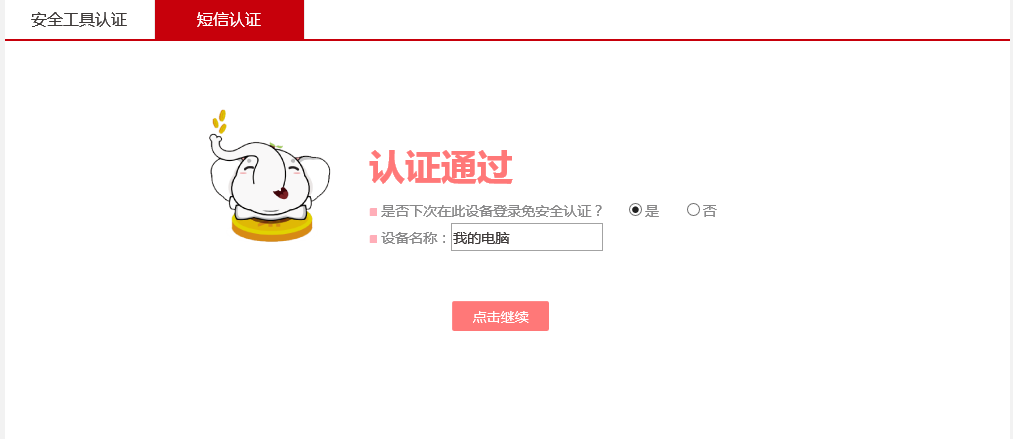 安全工具认证 短信认证
认证通过
是否下次在此设备登录免安全认证？ 是 否
设备名称：我的电脑
点击继续